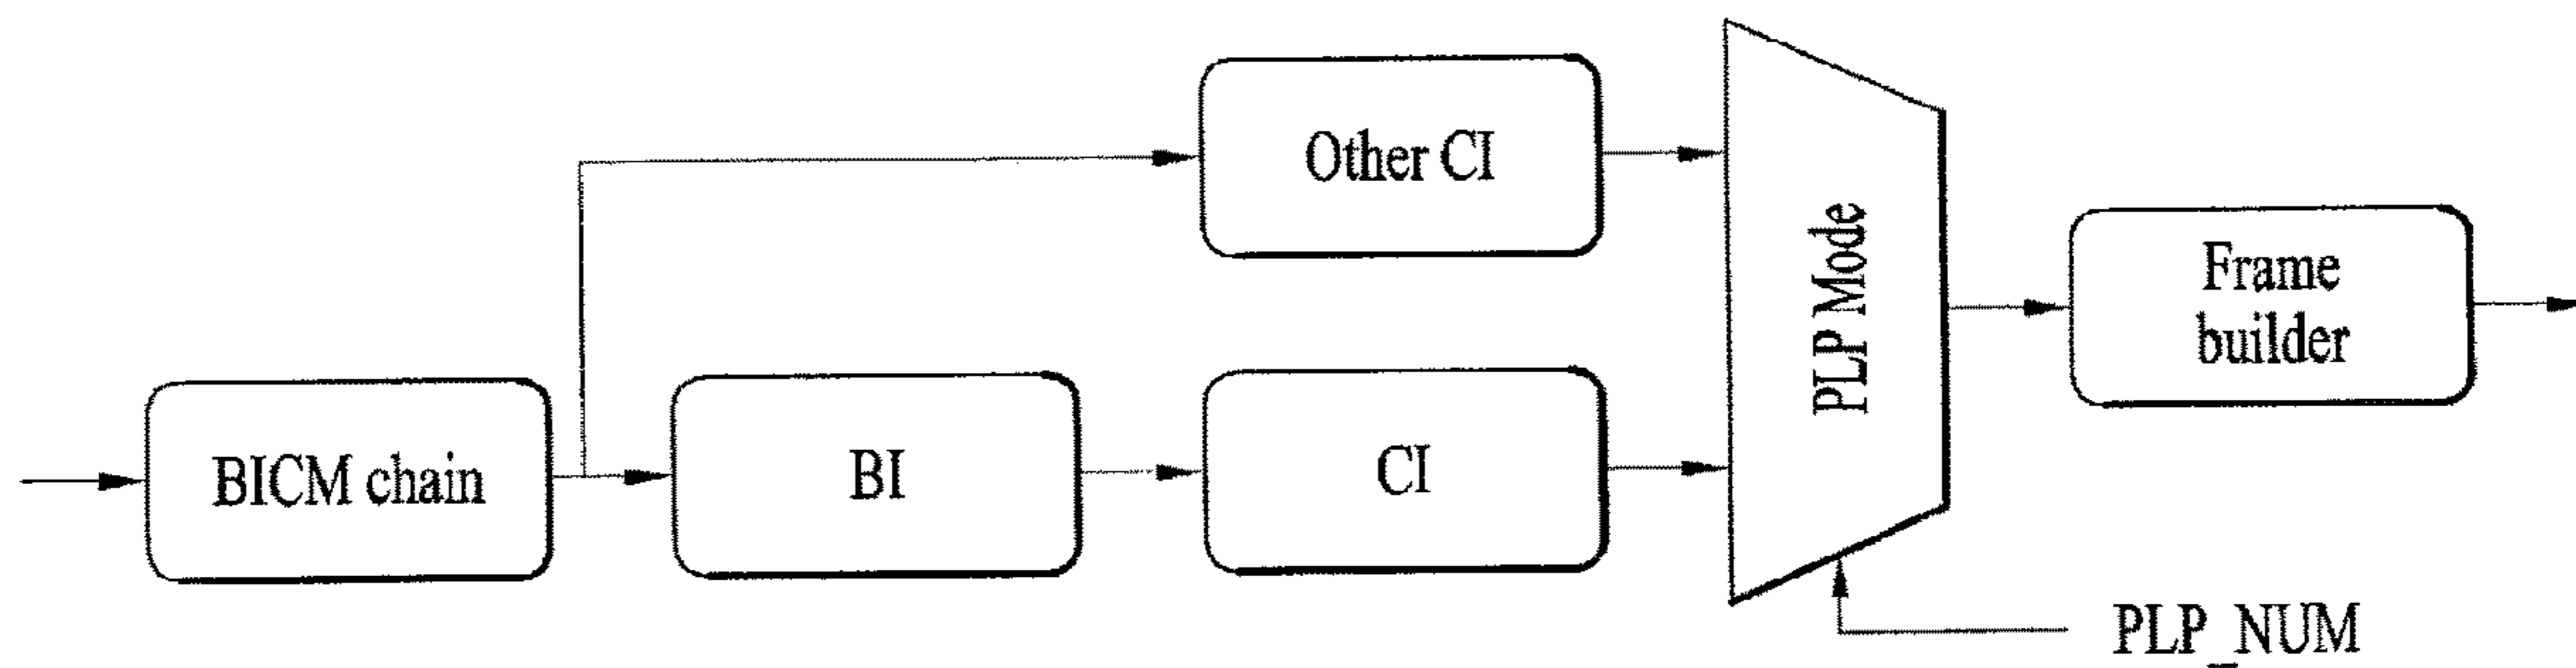 Other CI
PLP Mode
Frame
builder
BICM chain
BI
CI
PLP_NUM